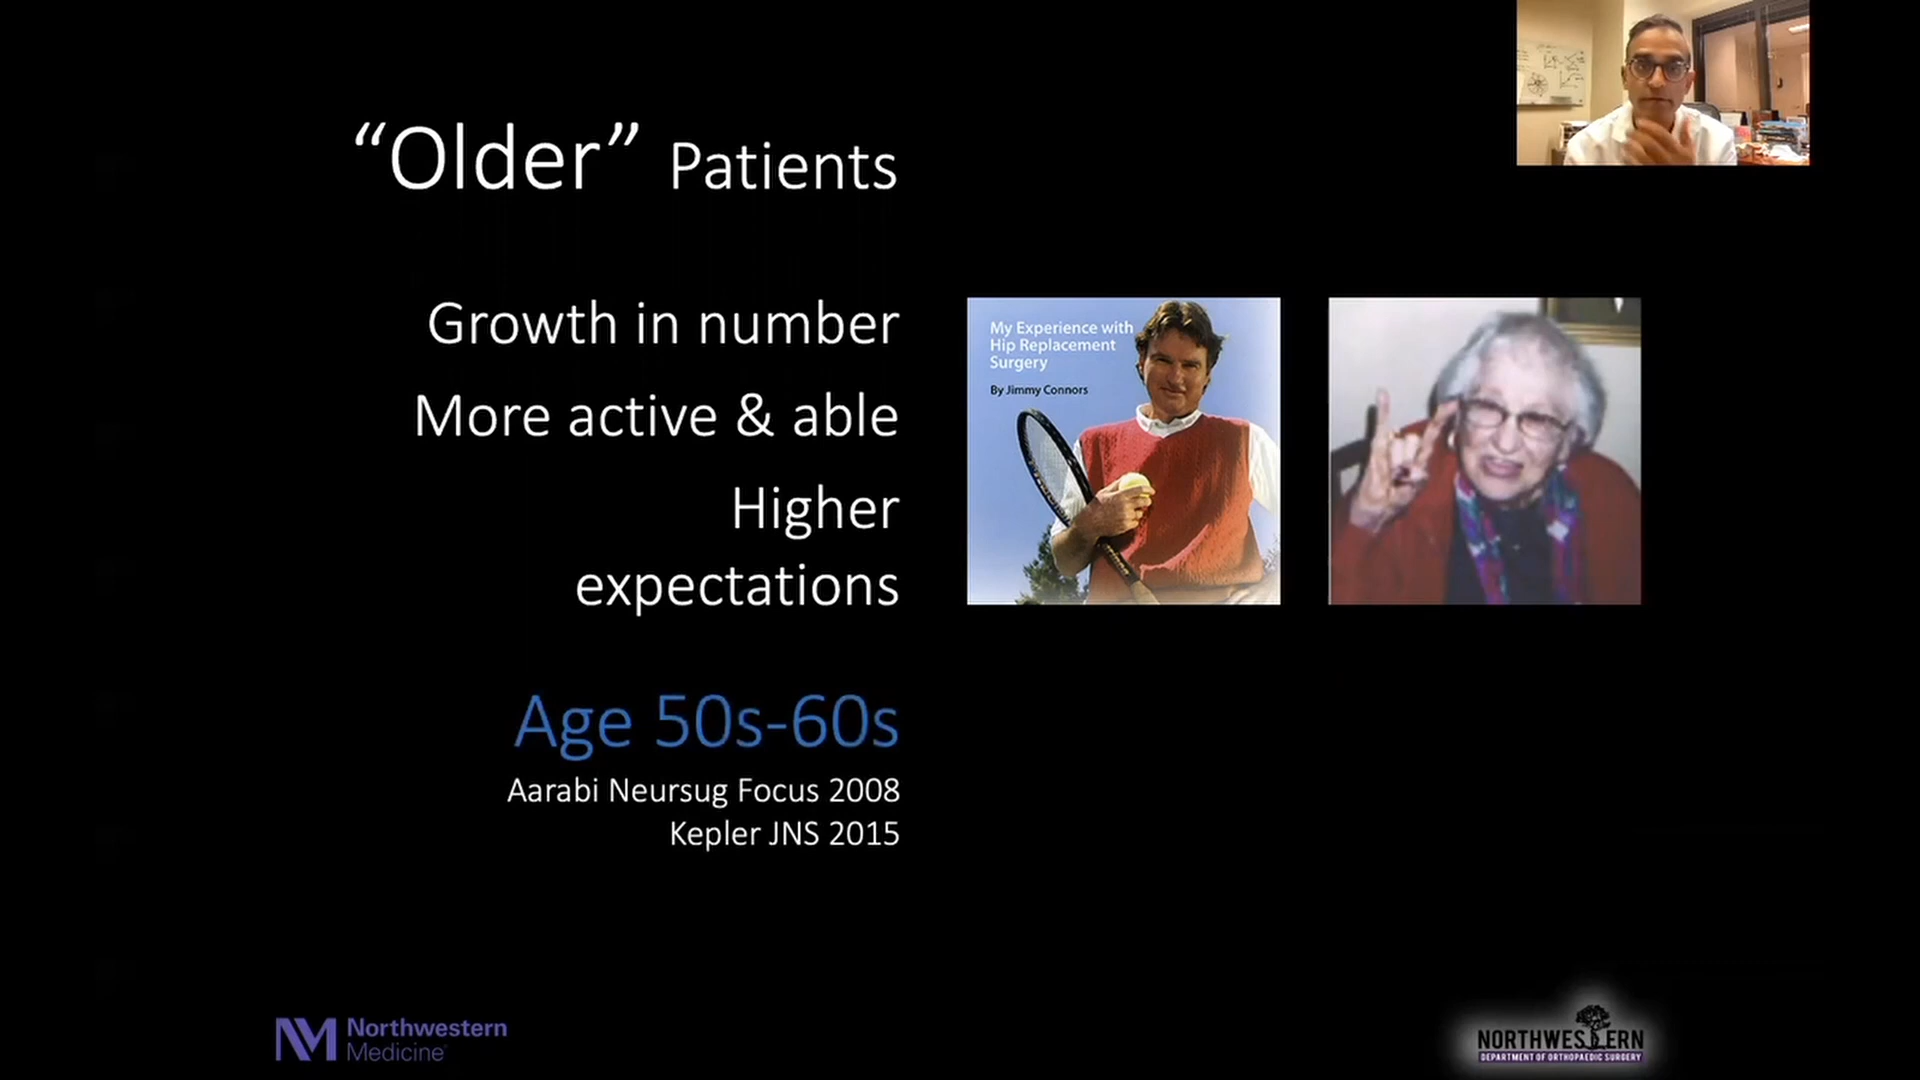 “Older” Patients
Growth in number
More active & able
Higher
expectations
My Experience with
Hip Replacement
Surgery
By Jimmy Connors
Age 50s-60s
Aarabi Neursug Focus 2008
Kepler JNS 2015
NM Northwestern
Medicine
NORTHWESTERN
DEPARTMENT OF ORTHOPAEDIC SURGERY